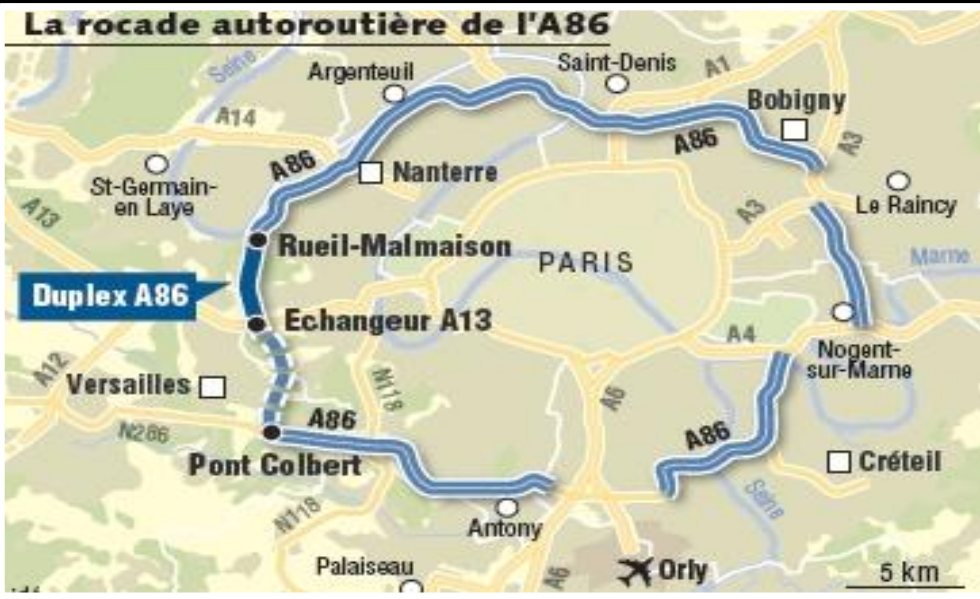 La rocade autoroutière de l'A86
Seine
Argenteuil
Saint-Denis
A1
Bobigny
A14
A86
A86
A3
St-Germain-
en Laye
Nanterre
Le Raincy
A13
A3
Rueil-Malmaison
PARIS
Marne
Duplex A86
Echangeur A13
A4
Nogent-
sur-Marne
A12
Versailles
N118
A6
N286
A86
A86
Pont Colbert
Créteil
Seine
N118
Antony
Palaiseau
A6
Orly
5 km